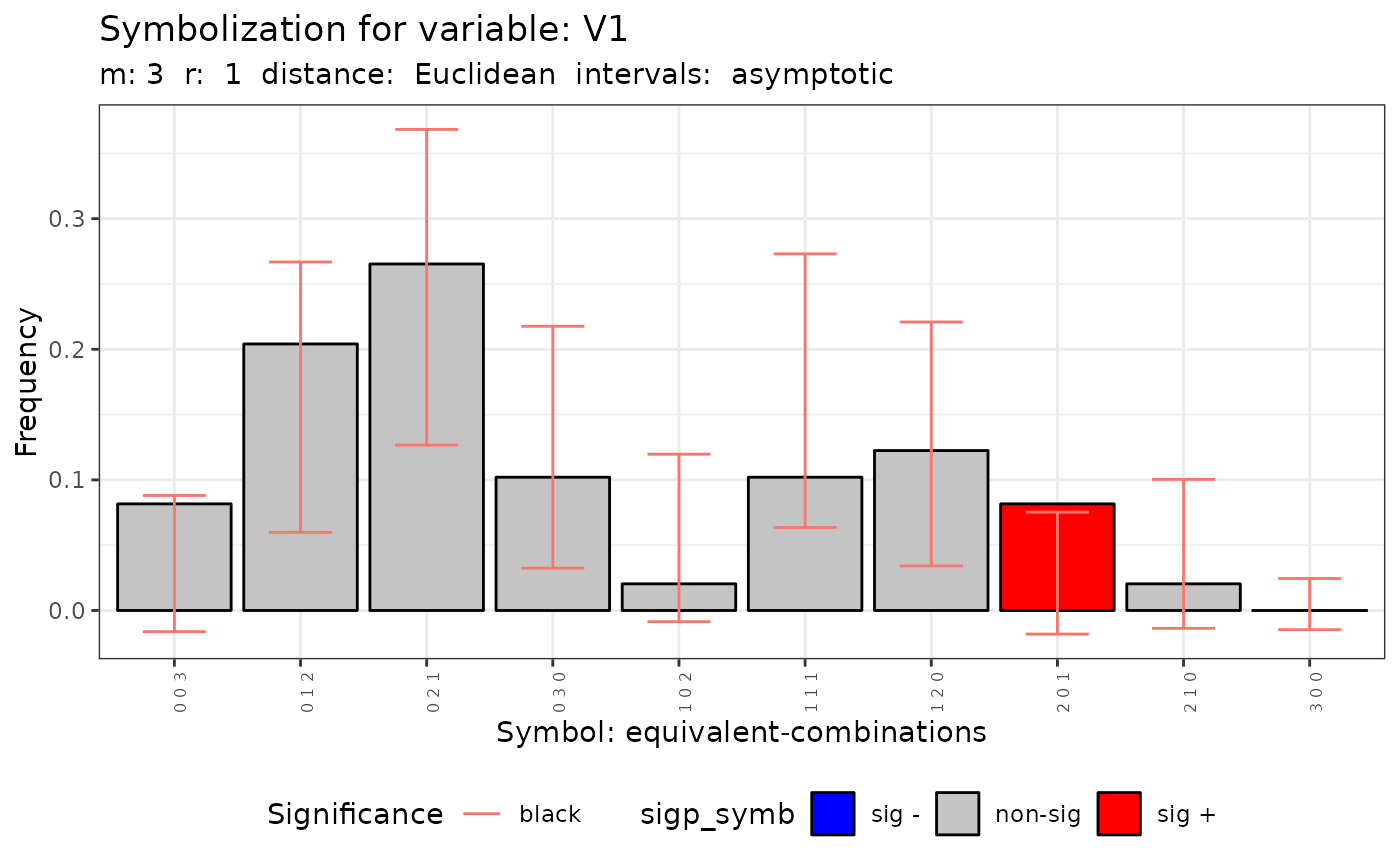 Symbolization for variable: V1
m: 3 r: 1 distance: Euclidean intervals: asymptotic
Frequency
0.3
0.2
0.1
0.0
0 0 3
0 1 2
0 2 1
0 3 0
1 0 2
1 1 1
1 2 0
2 0 1
2 1 0
3 0 0
Symbol: equivalent-combinations
Significance black sigp_symb sig - non-sig sig +